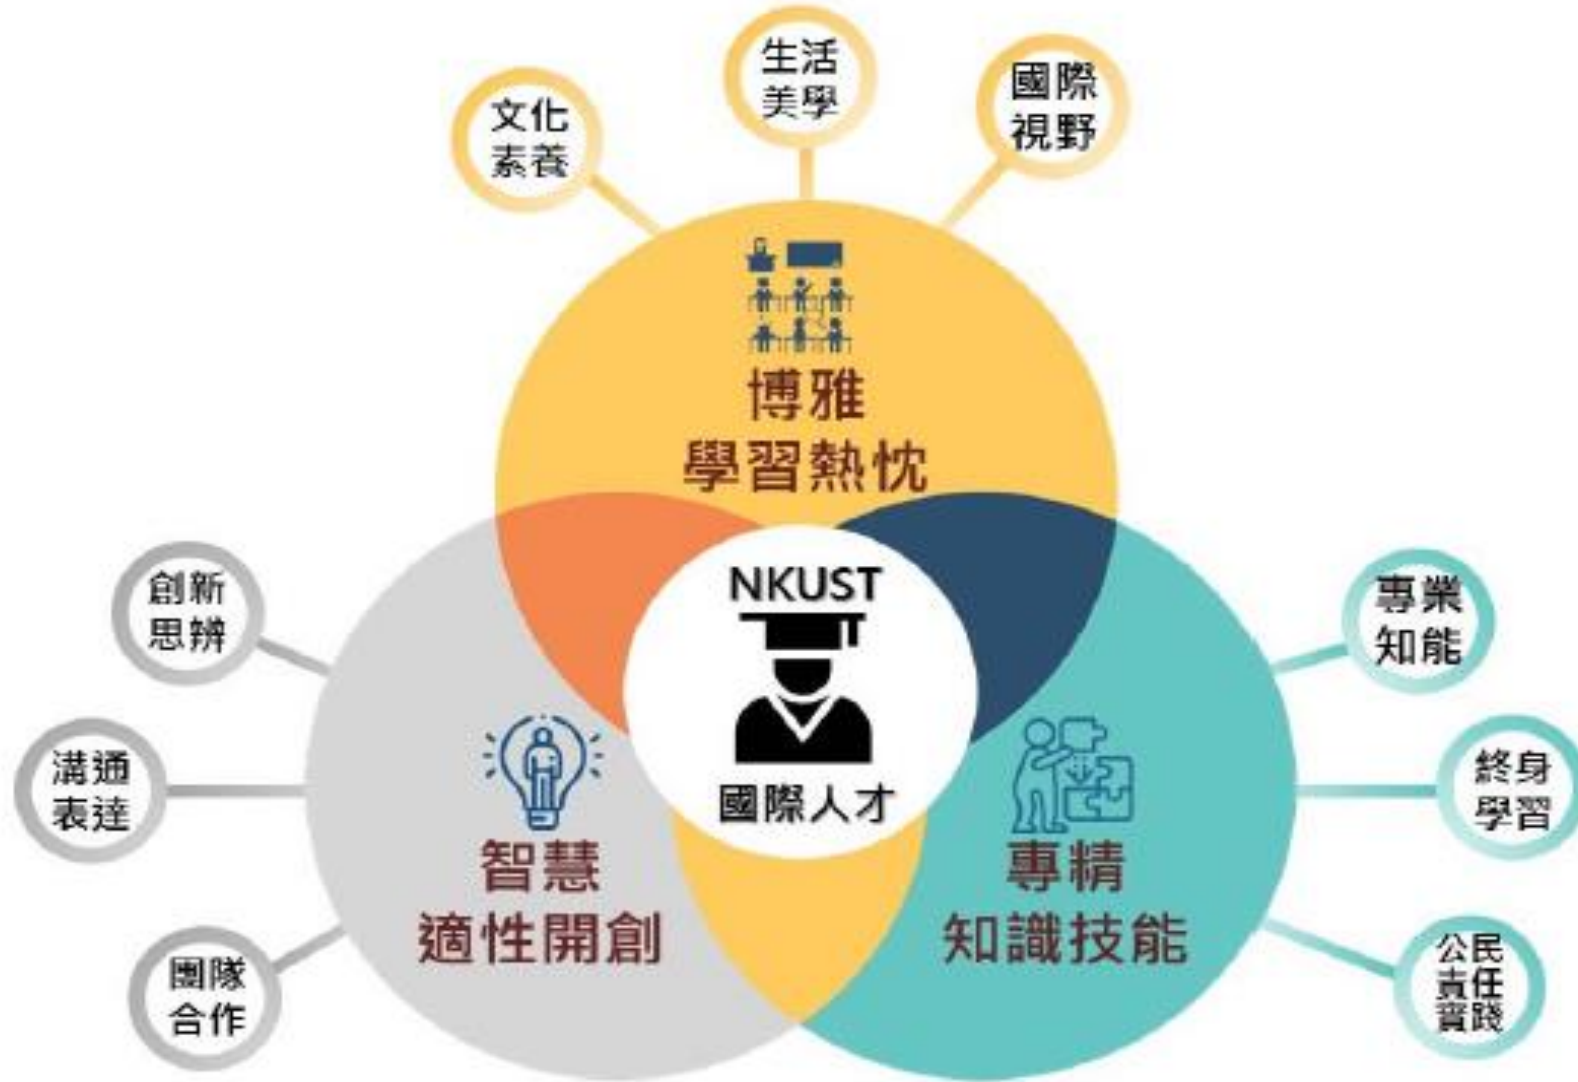 生活
美學
國際
視野
文化
素養
博雅
學習熱忱
創新
思辨
NKUST
國際人才
專業
知能
溝通
表達
終身
學習
智慧
適性開創
專精
知識技能
團隊
合作
公民
責任
實踐